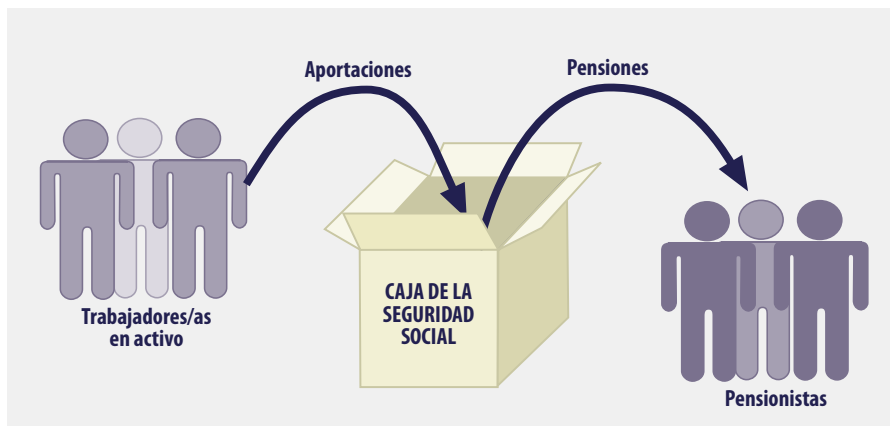 Aportaciones
Pensiones
CAJA DE LA
SEGURIDAD
SOCIAL
Trabajadores/as
en activo
Pensionistas